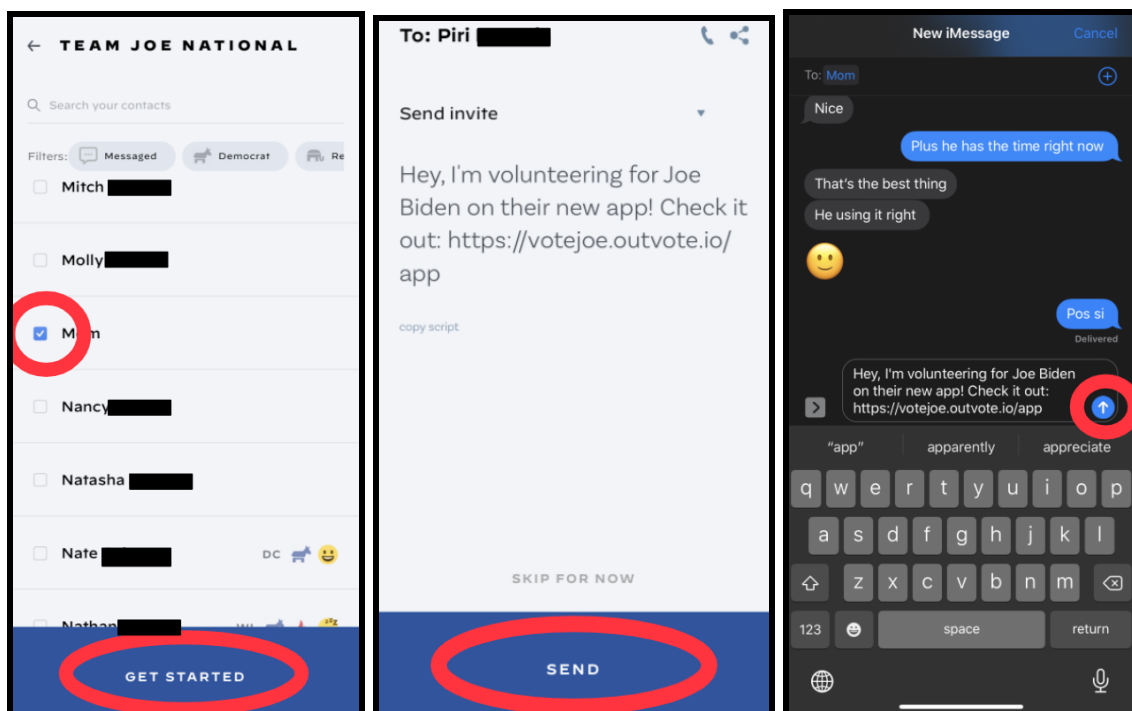 TEAM JOE NATIONAL
Search your contacts
Filters: Messaged Democrat Re
Mitch
Molly
Mom
Nancy
Natasha
Nate DC
Nathan WI
GET STARTED
To: Piri
Send invite
Hey, I'm volunteering for Joe
Biden on their new app! Check it
out: https://votejoe.outvote.io/
app
copy script
SKIP FOR NOW
SEND
New iMessage Cancel
To: Mom
Nice
Plus he has the time right now
That's the best thing
He using it right
Pos si
Delivered
Hey, I'm volunteering for Joe Biden
on their new app! Check it out:
https://votejoe.outvote.io/app
"app" apparently appreciate
q w e r t y u i o p
a s d f g h j k l
z x c v b n m
123 space return